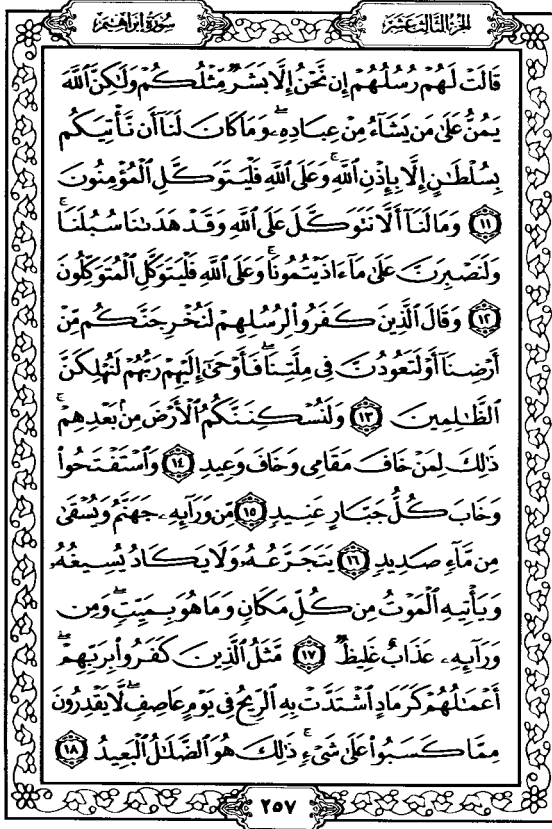 الجزء الثالث عشر
سورة إبراهيم
قَالَتْ لَهُمْ رُسُلُهُمْ إِن نَّحْنُ إِلَّا بَشَرٌ مِّثْلُكُمْ وَلَٰكِنَّ ٱللَّهَ
يَمُنُّ عَلَىٰ مَن يَشَآءُ مِنْ عِبَادِهِۦ ۖ وَمَا كَانَ لَنَآ أَن نَّأْتِيَكُم
بِسُلْطَٰنٍ إِلَّا بِإِذْنِ ٱللَّهِ ۚ وَعَلَى ٱللَّهِ فَلْيَتَوَكَّلِ ٱلْمُؤْمِنُونَ
١١ وَمَا لَنَآ أَلَّا نَتَوَكَّلَ عَلَى ٱللَّهِ وَقَدْ هَدَىٰنَا سُبُلَنَا ۚ
وَلَنَصْبِرَنَّ عَلَىٰ مَآ ءَاذَيْتُمُونَا ۚ وَعَلَى ٱللَّهِ فَلْيَتَوَكَّلِ ٱلْمُتَوَكِّلُونَ
١٢ وَقَالَ ٱلَّذِينَ كَفَرُوا۟ لِرُسُلِهِمْ لَنُخْرِجَنَّكُم مِّنْ
أَرْضِنَآ أَوْ لَتَعُودُنَّ فِى مِلَّتِنَا ۖ فَأَوْحَىٰٓ إِلَيْهِمْ رَبُّهُمْ لَنُهْلِكَنَّ
ٱلظَّٰلِمِينَ ١٣ وَلَنُسْكِنَنَّكُمُ ٱلْأَرْضَ مِنۢ بَعْدِهِمْ ۚ
ذَٰلِكَ لِمَنْ خَافَ مَقَامِى وَخَافَ وَعِيدِ ١٤ وَٱسْتَفْتَحُوا۟
وَخَابَ كُلُّ جَبَّارٍ عَنِيدٍ ١٥ مِّن وَرَآئِهِۦ جَهَنَّمُ وَيُسْقَىٰ
مِن مَّآءٍ صَدِيدٍ ١٦ يَتَجَرَّعُهُۥ وَلَا يَكَادُ يُسِيغُهُۥ
وَيَأْتِيهِ ٱلْمَوْتُ مِن كُلِّ مَكَانٍ وَمَا هُوَ بِمَيِّتٍ ۖ وَمِن
وَرَآئِهِۦ عَذَابٌ غَلِيظٌ ١٧ مَّثَلُ ٱلَّذِينَ كَفَرُوا۟ بِرَبِّهِمْ ۖ
أَعْمَٰلُهُمْ كَرَمَادٍ ٱشْتَدَّتْ بِهِ ٱلرِّيحُ فِى يَوْمٍ عَاصِفٍ ۖ لَّا يَقْدِرُونَ
مِمَّا كَسَبُوا۟ عَلَىٰ شَىْءٍ ۚ ذَٰلِكَ هُوَ ٱلضَّلَٰلُ ٱلْبَعِيدُ ١٨
٢٥٧